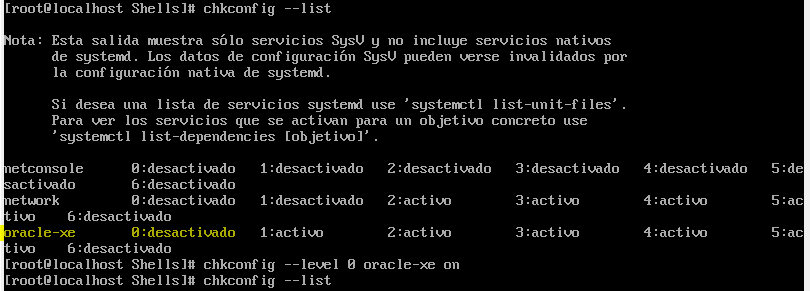 [root@localhost Shells]# chkconfig --list
Nota: Esta salida muestra sólo servicios SysV y no incluye servicios nativos
de systemd. Los datos de configuración SysV pueden verse invalidados por
la configuración nativa de systemd.
Si desea una lista de servicios systemd use 'systemctl list-unit-files'.
Para ver los servicios que se activan para un objetivo concreto use
'systemctl list-dependencies [objetivo]'.
netconsole 0:desactivado 1:desactivado 2:desactivado 3:desactivado 4:desactivado 5:de
sactivado 6:desactivado
network 0:desactivado 1:desactivado 2:activo 3:activo 4:activo 5:ac
tivo 6:desactivado
oracle-xe 0:desactivado 1:activo 2:activo 3:activo 4:activo 5:ac
tivo 6:desactivado
[root@localhost Shells]# chkconfig --level 0 oracle-xe on
[root@localhost Shells]# chkconfig --list